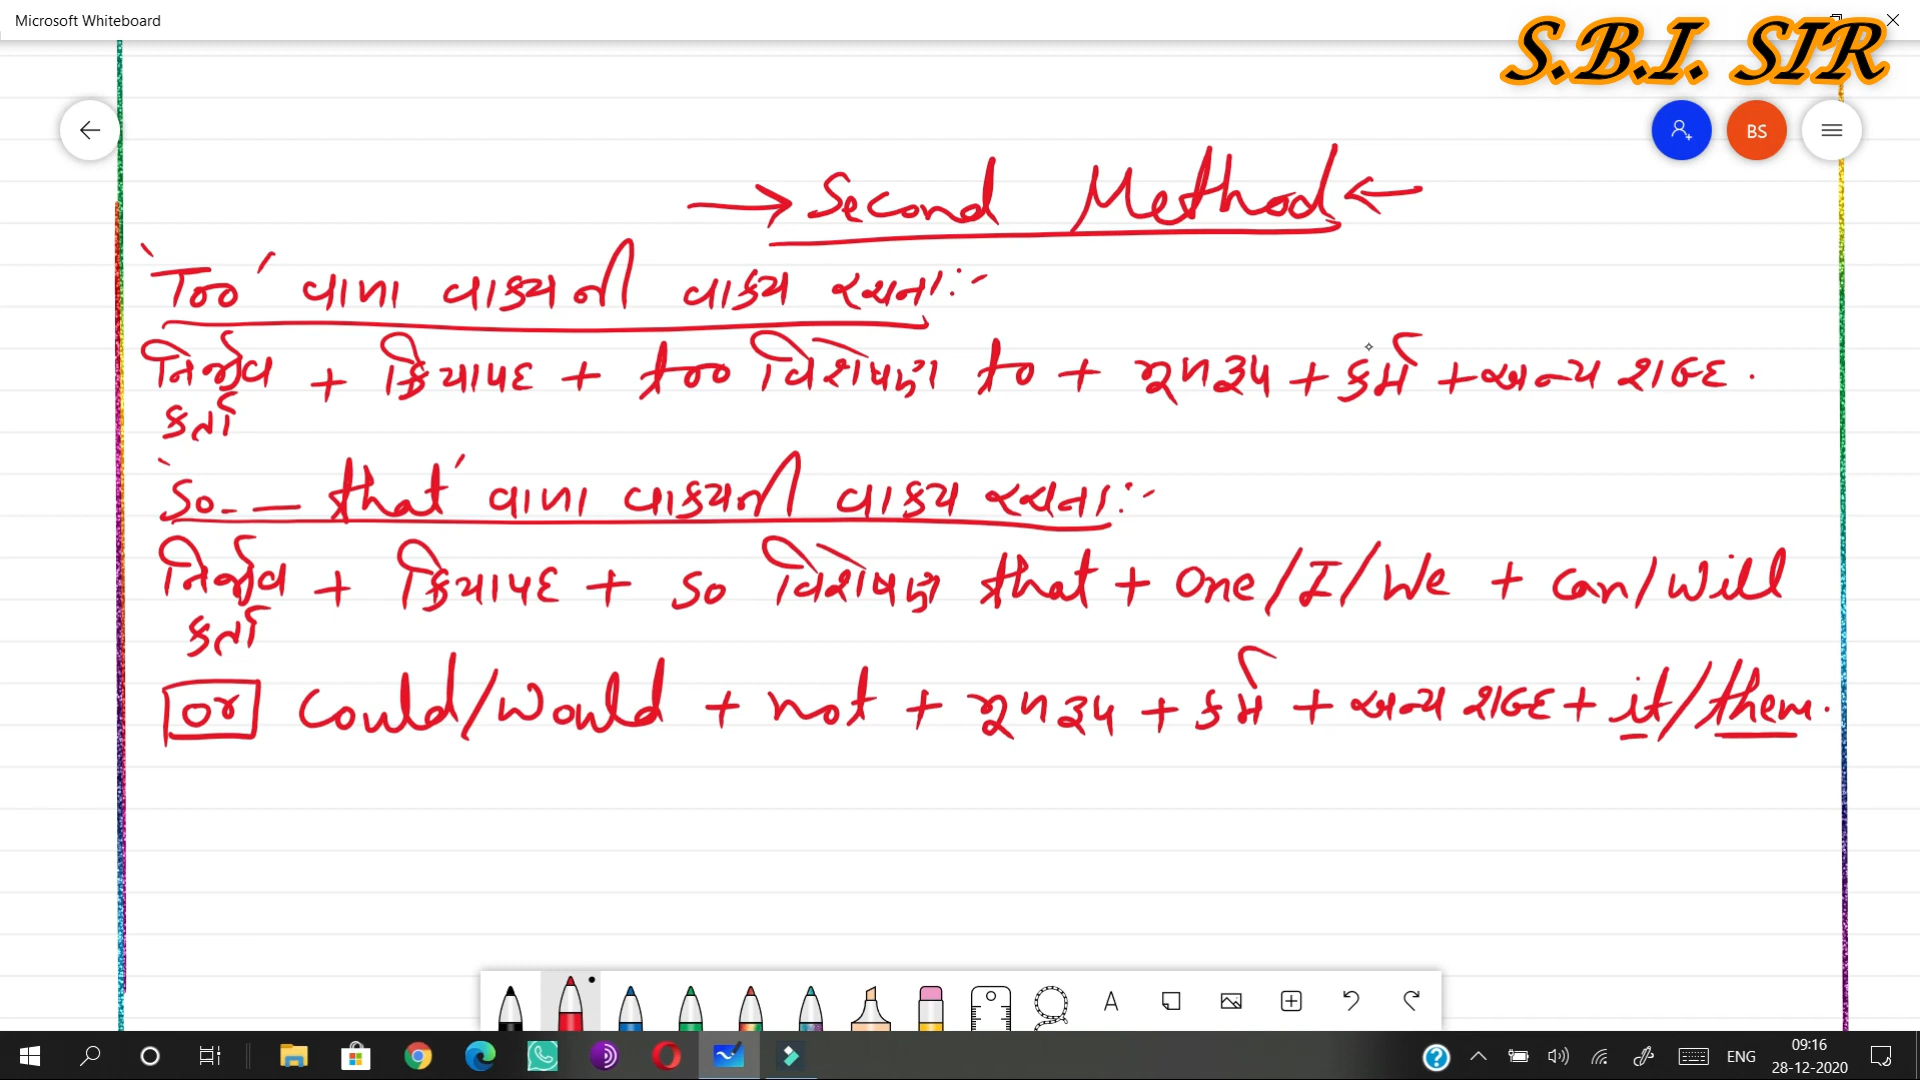 Microsoft Whiteboard
S.B.I. SIR
BS
→ Second Method ←
'Too' વાળા વાક્યની વાક્ય રચના:-
નિર્જીવ કર્તા + ક્રિયાપદ + too વિશેષણ to + મૂળરૂપ + કર્મ + અન્ય શબ્દ.
'So - — that' વાળા વાક્યની વાક્ય રચના:-
નિર્જીવ કર્તા + ક્રિયાપદ + so વિશેષણ that + one/I/We + can/will
or could/would + not + મૂળરૂપ + કર્મ + અન્ય શબ્દ + it/them.
ENG
09:16
28-12-2020